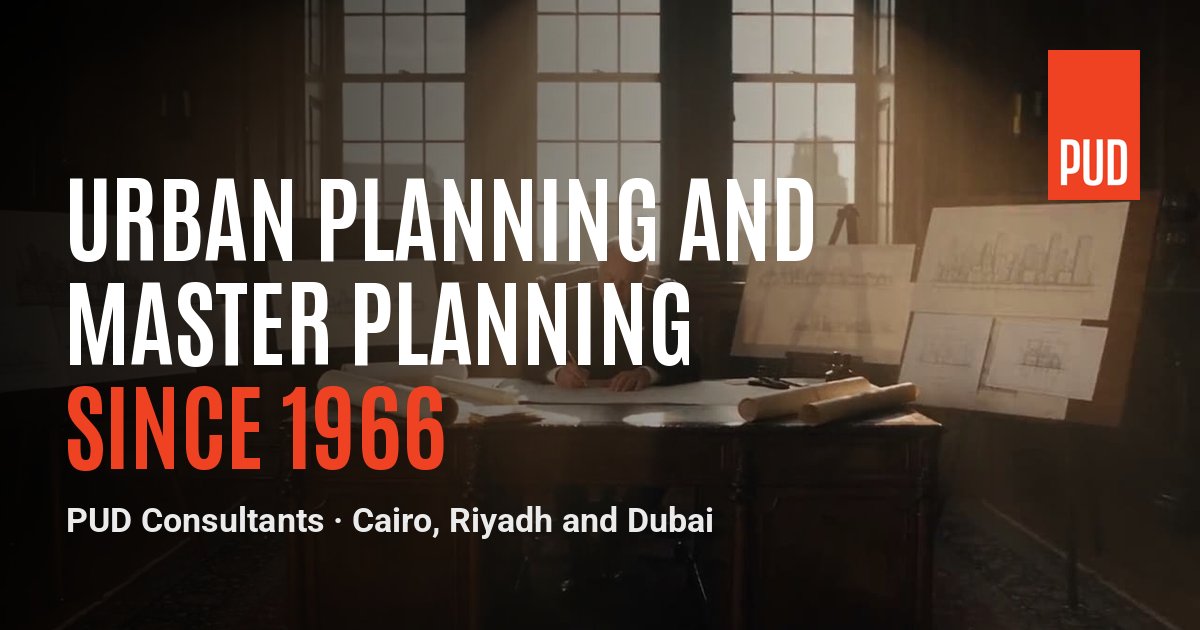 PUD
URBAN PLANNING AND
MASTER PLANNING
SINCE 1966
PUD Consultants · Cairo, Riyadh and Dubai